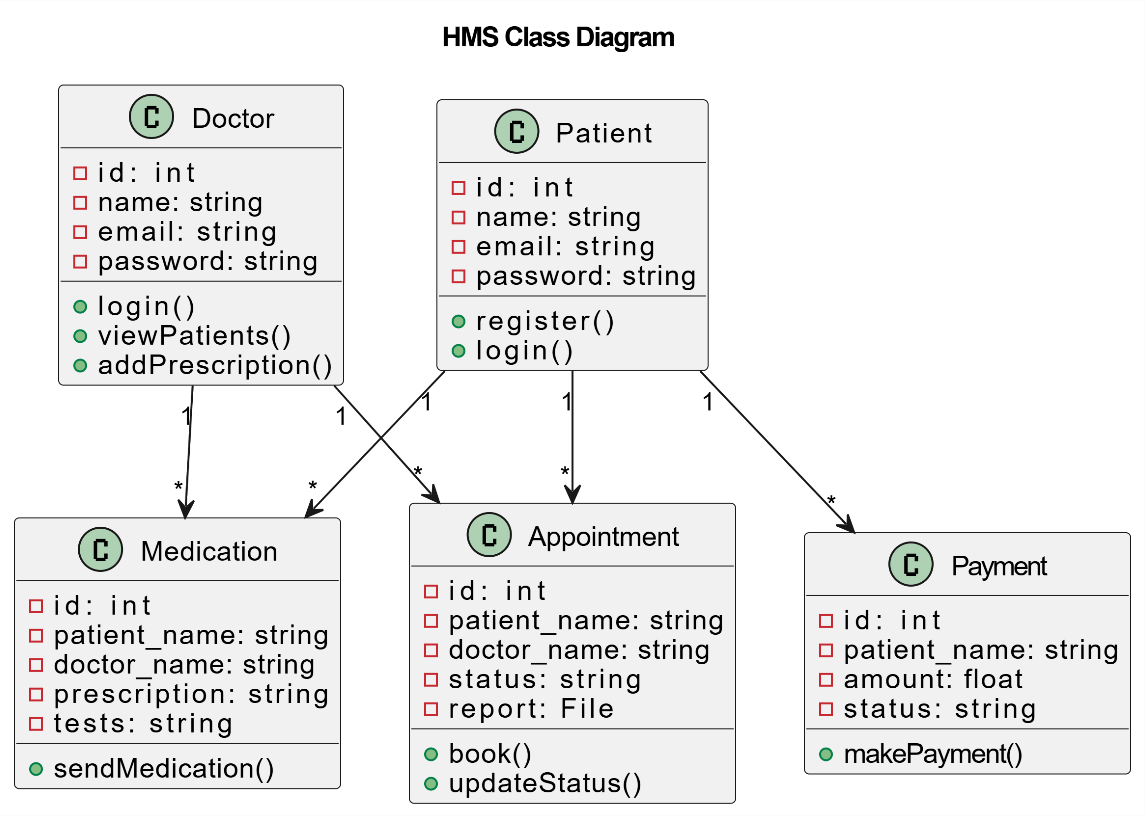 HMS Class Diagram
C Doctor
id: int
name: string
email: string
password: string
login()
viewPatients()
addPrescription()
C Patient
id: int
name: string
email: string
password: string
register()
login()
1
1
1
1
1
*
*
*
*
*
C Medication
id: int
patient_name: string
doctor_name: string
prescription: string
tests: string
sendMedication()
C Appointment
id: int
patient_name: string
doctor_name: string
status: string
report: File
book()
updateStatus()
C Payment
id: int
patient_name: string
amount: float
status: string
makePayment()